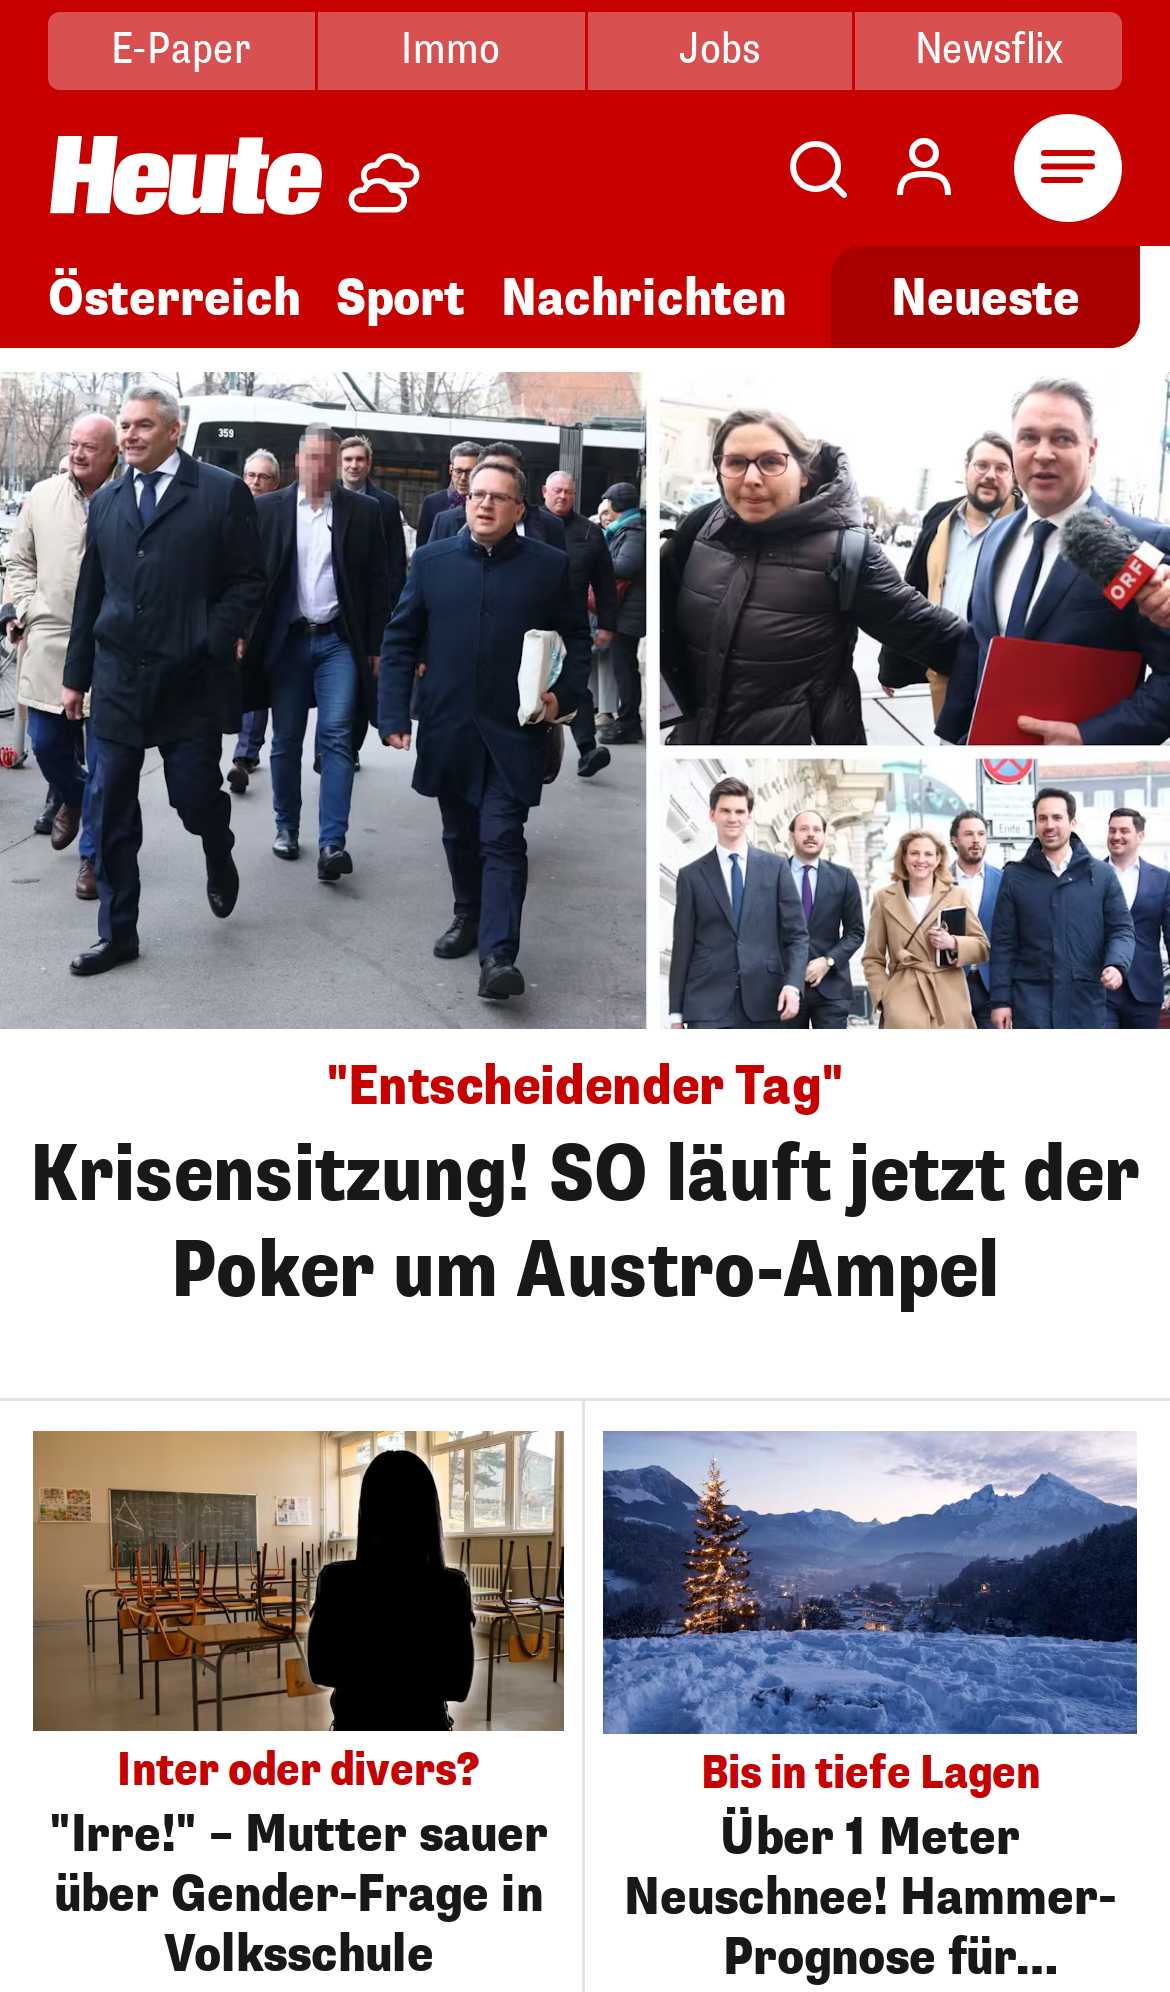 E-Paper
Immo
Jobs
Newsflix
Heute
Österreich
Sport
Nachrichten
Neueste
359
ORF
Ende
"Entscheidender Tag"
Krisensitzung! SO läuft jetzt der
Poker um Austro-Ampel
Inter oder divers?
"Irre!" – Mutter sauer
über Gender-Frage in
Volksschule
Bis in tiefe Lagen
Über 1 Meter
Neuschnee! Hammer-
Prognose für...